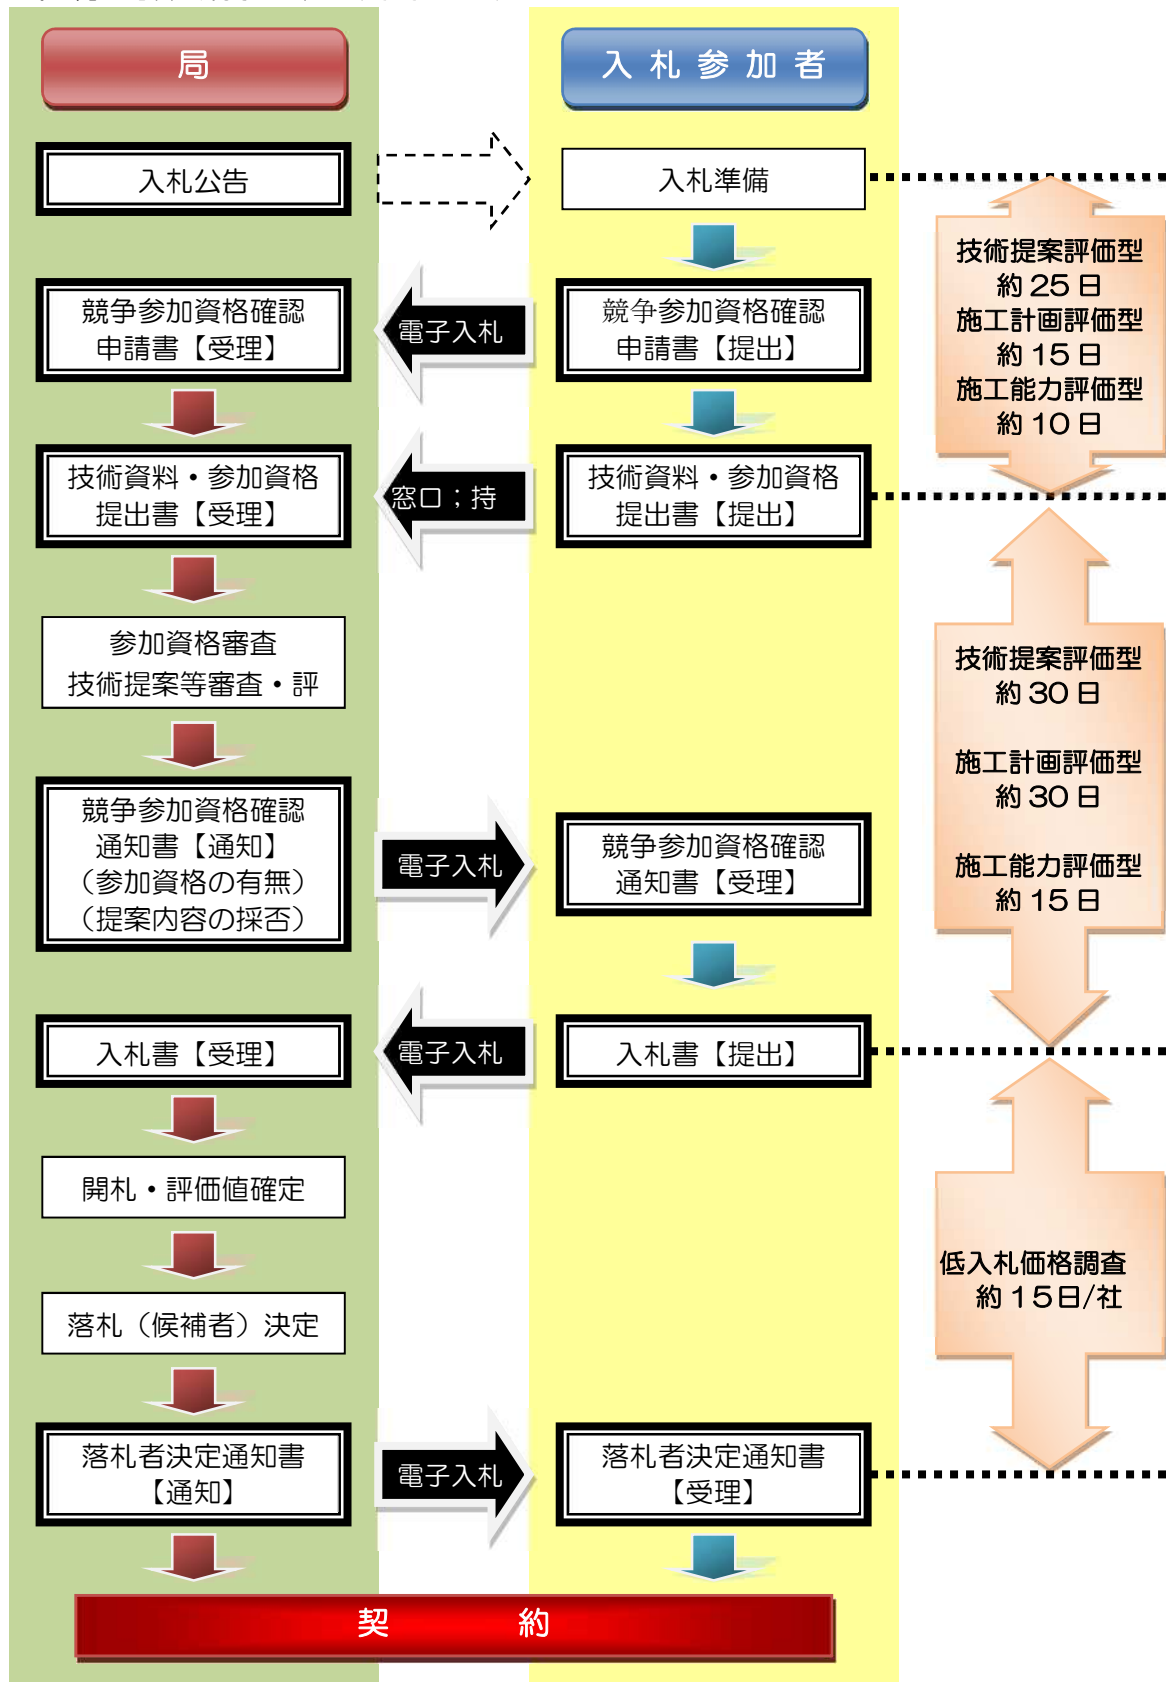 局
入札参加者
入札公告
入札準備
技術提案評価型
約25日
施工計画評価型
約15日
施工能力評価型
約10日
競争参加資格確認
申請書【受理】
電子入札
競争参加資格確認
申請書【提出】
技術資料・参加資格
提出書【受理】
窓口；持
技術資料・参加資格
提出書【提出】
参加資格審査
技術提案等審査・評
技術提案評価型
約30日
施工計画評価型
約30日
施工能力評価型
約15日
競争参加資格確認
通知書【通知】
（参加資格の有無）
（提案内容の採否）
電子入札
競争参加資格確認
通知書【受理】
入札書【受理】
電子入札
入札書【提出】
開札・評価値確定
低入札価格調査
約15日/社
落札（候補者）決定
落札者決定通知書
【通知】
電子入札
落札者決定通知書
【受理】
契約